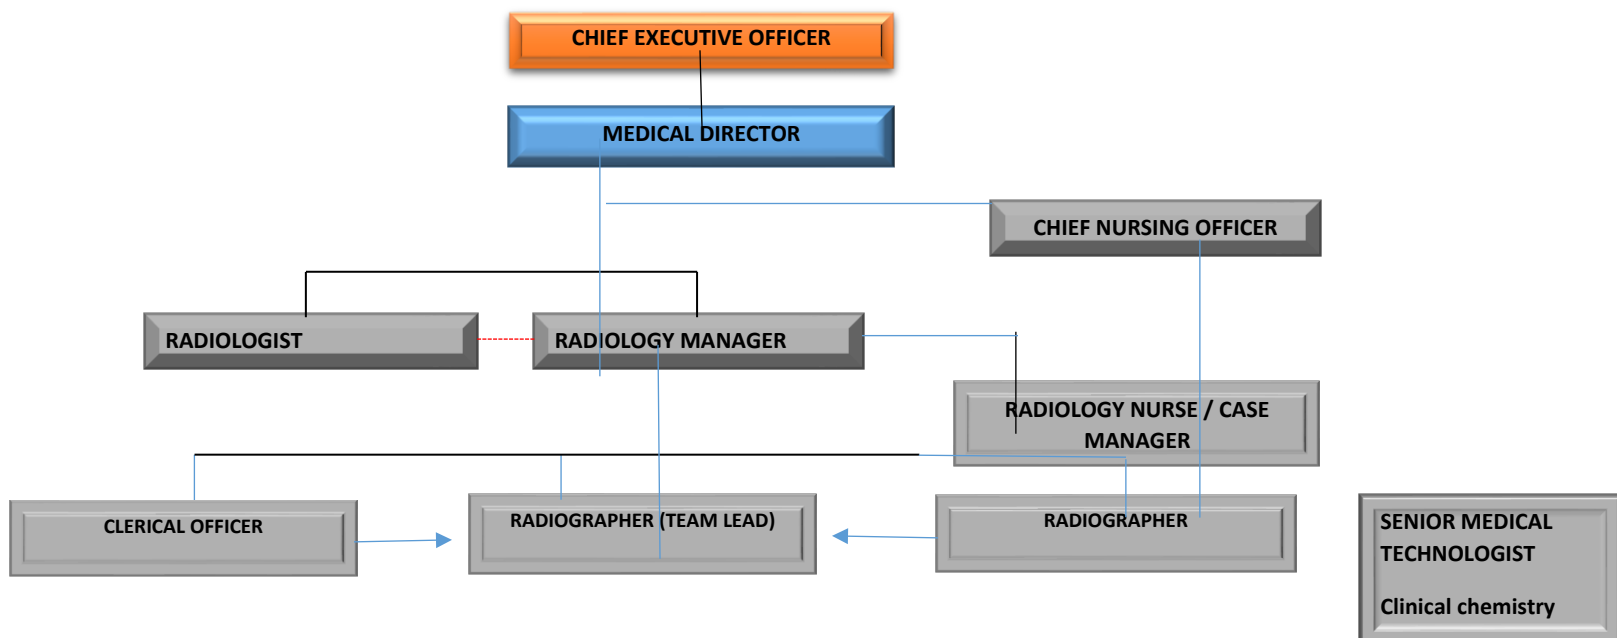 CHIEF EXECUTIVE OFFICER
MEDICAL DIRECTOR
CHIEF NURSING OFFICER
RADIOLOGIST
RADIOLOGY MANAGER
RADIOLOGY NURSE / CASE
MANAGER
CLERICAL OFFICER
RADIOGRAPHER (TEAM LEAD)
RADIOGRAPHER
SENIOR MEDICAL
TECHNOLOGIST
Clinical chemistry